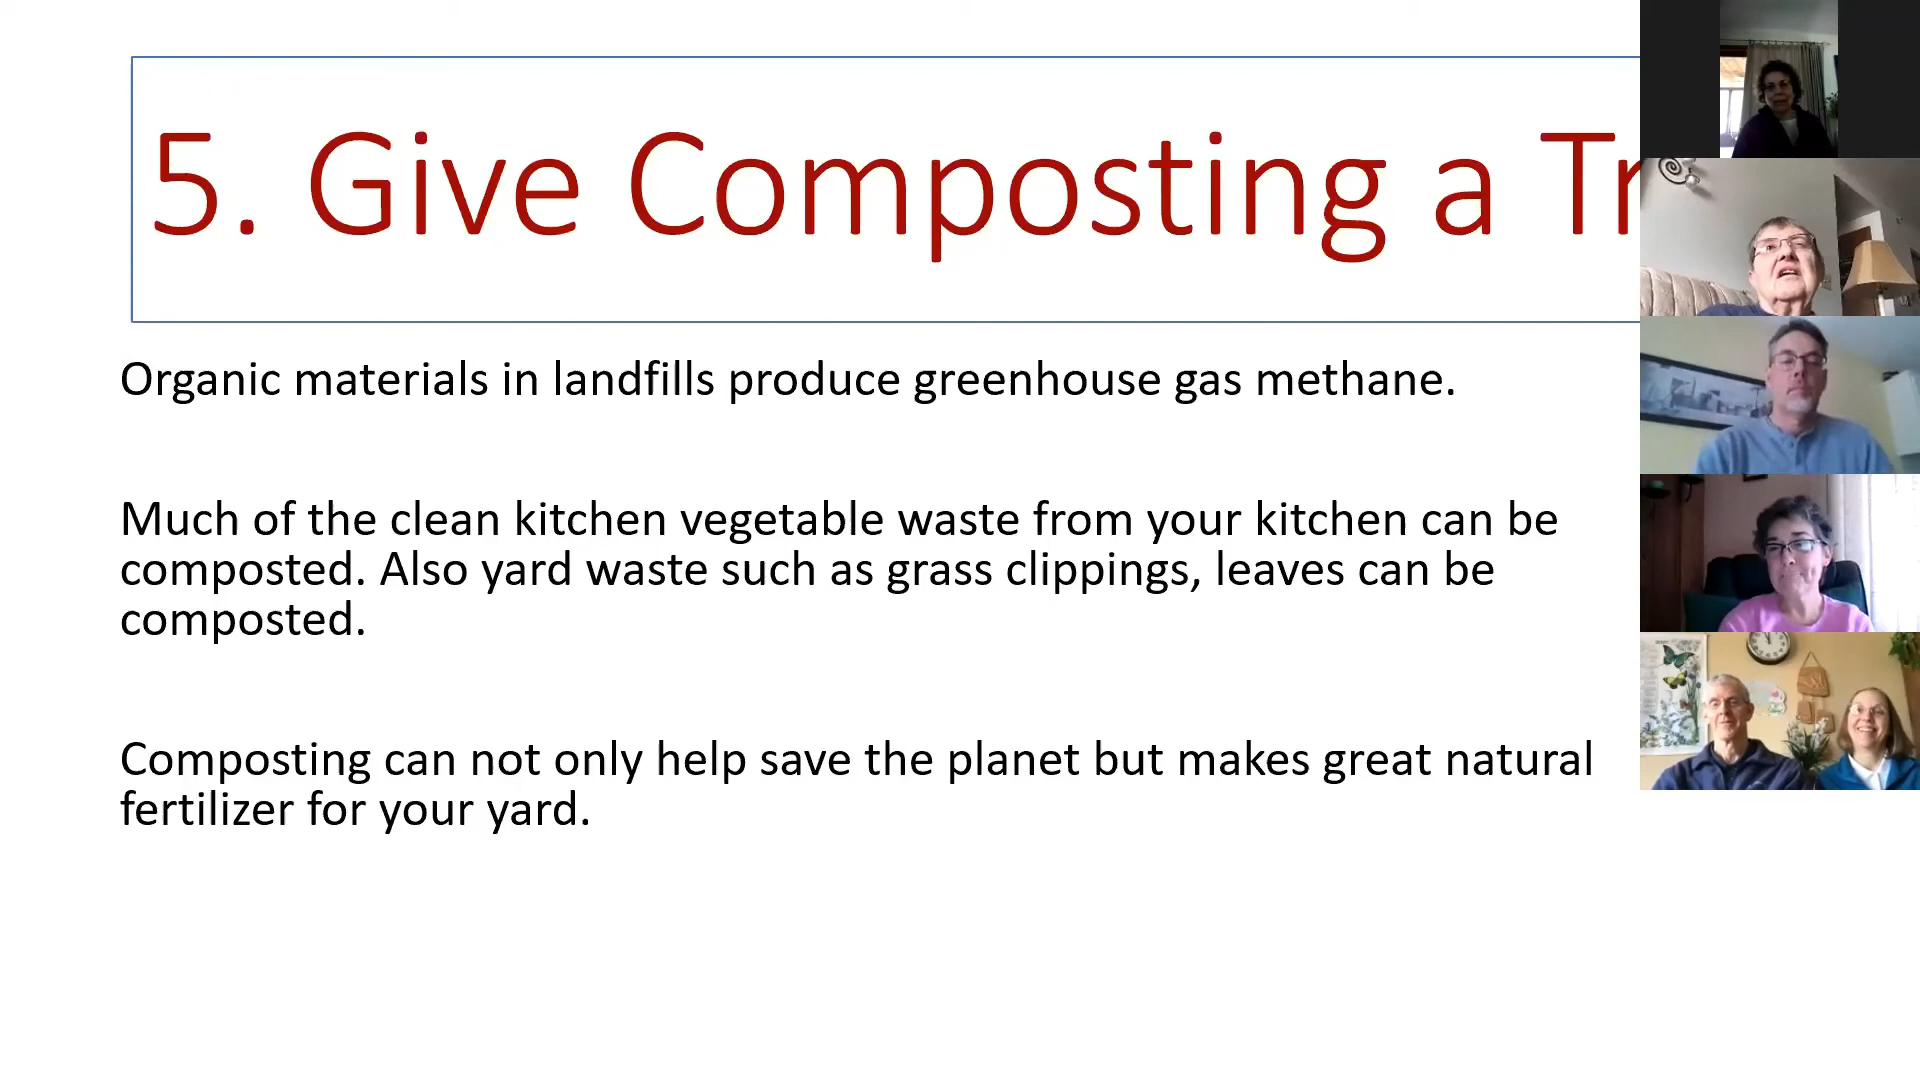 5. Give Composting a
Organic materials in landfills produce greenhouse gas methane.
Much of the clean kitchen vegetable waste from your kitchen can be
composted. Also yard waste such as grass clippings, leaves can be
composted.
Composting can not only help save the planet but makes great natural
fertilizer for your yard.